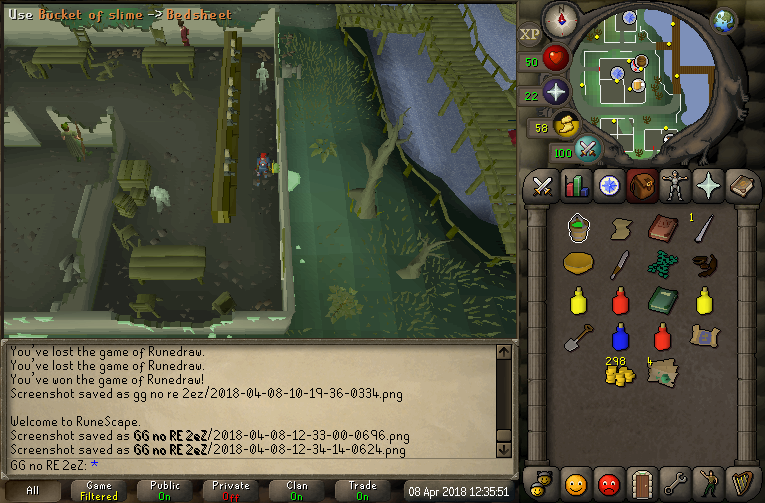 Use Bucket of slime -> Bedsheet
XP
50
22
58
100
1
298
4
You've lost the game of Runedraw.
You've lost the game of Runedraw.
You've won the game of Runedraw!
Screenshot saved as gg no re 2ez/2018-04-08-10-19-36-0334.png
Welcome to RuneScape.
Screenshot saved as GG no RE 2eZ/2018-04-08-12-33-00-0696.png
Screenshot saved as GG no RE 2eZ/2018-04-08-12-34-14-0624.png
GG no RE 2eZ: *
All
Game
Filtered
Public
On
Private
Off
Clan
On
Trade
On
08 Apr 2018 12:35:51